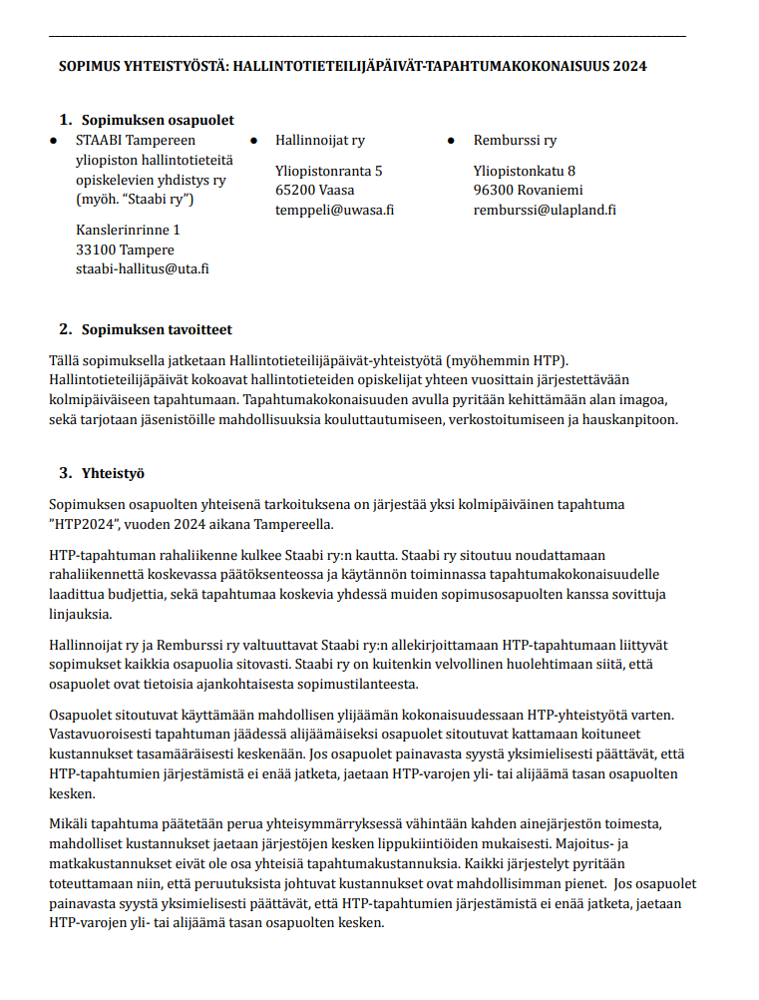 SOPIMUS YHTEISTYÖSTÄ: HALLINTOTIETEILIJÄPÄIVÄT-TAPAHTUMAKOKONAISUUS 2024
1. Sopimuksen osapuolet
● STAABI Tampereen
yliopiston hallintotieteitä
opiskelevien yhdistys ry
(myöh. “Staabi ry”)
Kanslerinrinne 1
33100 Tampere
staabi-hallitus@uta.fi
● Hallinnoijat ry
Yliopistonranta 5
65200 Vaasa
temppeli@uwasa.fi
● Remburssi ry
Yliopistonkatu 8
96300 Rovaniemi
remburssi@ulapland.fi
2. Sopimuksen tavoitteet
Tällä sopimuksella jatketaan Hallintotieteilijäpäivät-yhteistyötä (myöhemmin HTP).
Hallintotieteilijäpäivät kokoavat hallintotieteiden opiskelijat yhteen vuosittain järjestettävään
kolmipäiväiseen tapahtumaan. Tapahtumakokonaisuuden avulla pyritään kehittämään alan imagoa,
sekä tarjotaan jäsenistöille mahdollisuuksia kouluttautumiseen, verkostoitumiseen ja hauskanpitoon.
3. Yhteistyö
Sopimuksen osapuolten yhteisenä tarkoituksena on järjestää yksi kolmipäiväinen tapahtuma
”HTP2024”, vuoden 2024 aikana Tampereella.
HTP-tapahtuman rahaliikenne kulkee Staabi ry:n kautta. Staabi ry sitoutuu noudattamaan
rahaliikennettä koskevassa päätöksenteossa ja käytännön toiminnassa tapahtumakokonaisuudelle
laadittua budjettia, sekä tapahtumaa koskevia yhdessä muiden sopimusosapuolten kanssa sovittuja
linjauksia.
Hallinnoijat ry ja Remburssi ry valtuuttavat Staabi ry:n allekirjoittamaan HTP-tapahtumaan liittyvät
sopimukset kaikkia osapuolia sitovasti. Staabi ry on kuitenkin velvollinen huolehtimaan siitä, että
osapuolet ovat tietoisia ajankohtaisesta sopimustilanteesta.
Osapuolet sitoutuvat käyttämään mahdollisen ylijäämän kokonaisuudessaan HTP-yhteistyötä varten.
Vastavuoroisesti tapahtuman jäädessä alijäämäiseksi osapuolet sitoutuvat kattamaan koituneet
kustannukset tasamääräisesti keskenään. Jos osapuolet painavasta syystä yksimielisesti päättävät, että
HTP-tapahtumien järjestämistä ei enää jatketa, jaetaan HTP-varojen yli- tai alijäämä tasan osapuolten
kesken.
Mikäli tapahtuma päätetään perua yhteisymmärryksessä vähintään kahden ainejärjestön toimesta,
mahdolliset kustannukset jaetaan järjestöjen kesken lippukiintiöiden mukaisesti. Majoitus- ja
matkakustannukset eivät ole osa yhteisiä tapahtumakustannuksia. Kaikki järjestelyt pyritään
toteuttamaan niin, että peruutuksista johtuvat kustannukset ovat mahdollisimman pienet. Jos osapuolet
painavasta syystä yksimielisesti päättävät, että HTP-tapahtumien järjestämistä ei enää jatketa, jaetaan
HTP-varojen yli- tai alijäämä tasan osapuolten kesken.